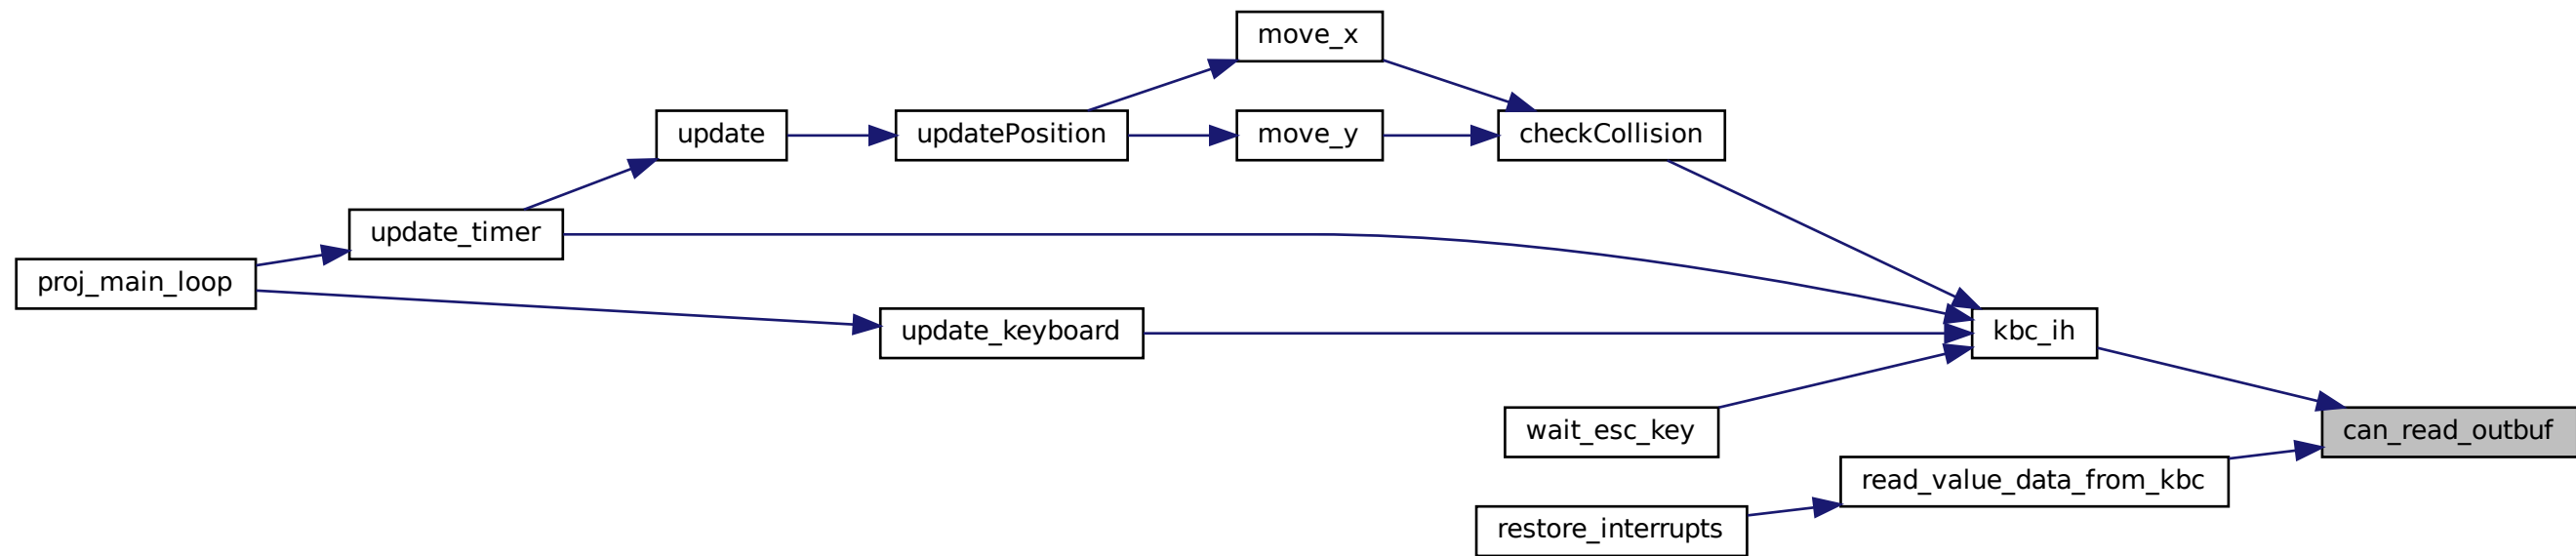 move_x
update
updatePosition
move_y
checkCollision
update_timer
proj_main_loop
update_keyboard
kbc_ih
wait_esc_key
can_read_outbuf
read_value_data_from_kbc
restore_interrupts